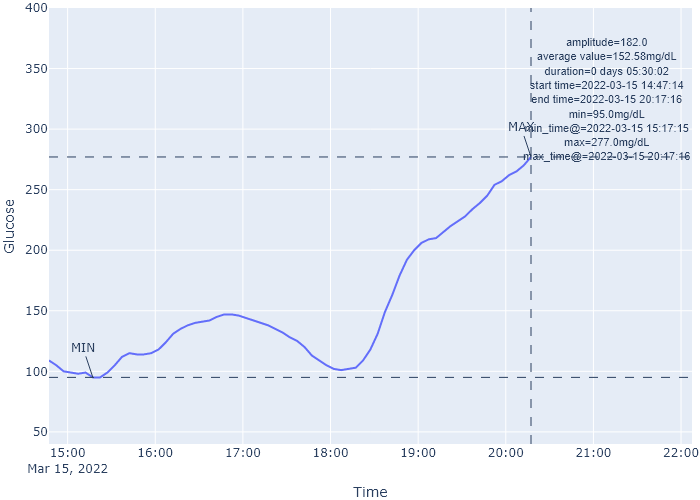 400
350
300
250
200
150
100
50
Glucose
amplitude=182.0
average value=152.58mg/dL
duration=0 days 05:30:02
start time=2022-03-15 14:47:14
end time=2022-03-15 20:17:16
min=95.0mg/dL
MAX
min_time@=2022-03-15 15:17:15
max=277.0mg/dL
max_time@=2022-03-15 20:17:16
MIN
15:00
16:00
17:00
18:00
19:00
20:00
21:00
22:00
Mar 15, 2022
Time